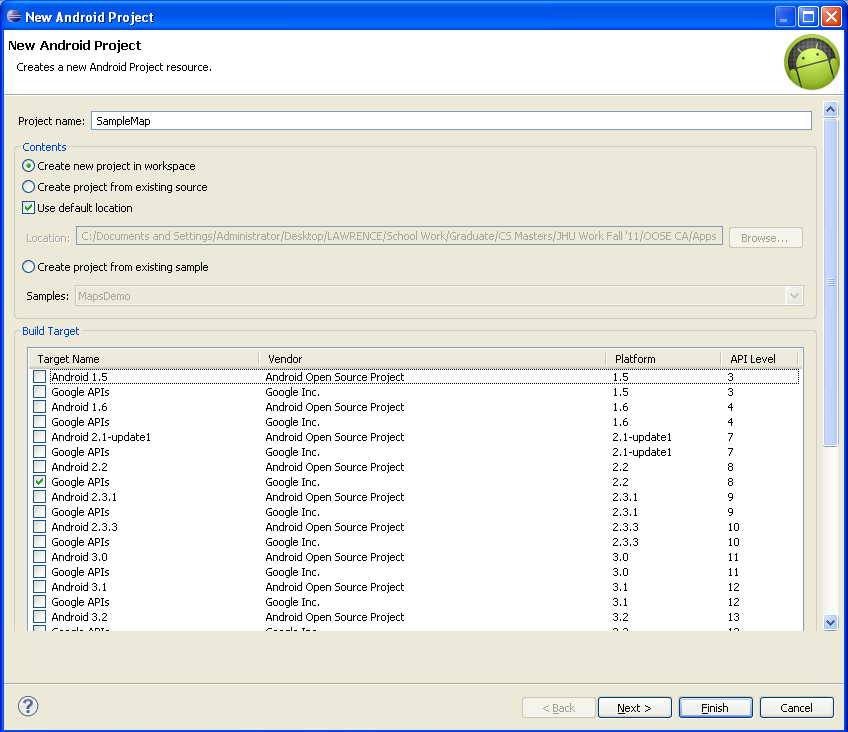 New Android Project
New Android Project
Creates a new Android Project resource.
Project name: SampleMap
Contents
Create new project in workspace
Create project from existing source
Use default location
Location: C:/Documents and Settings/Administrator/Desktop/LAWRENCE/School Work/Graduate/CS Masters/JHU Work Fall '11/OOSE CA/Apps Browse...
Create project from existing sample
Samples: MapsDemo
Build Target
Target Name Vendor Platform API Level
Android 1.5 Android Open Source Project 1.5 3
Google APIs Google Inc. 1.5 3
Android 1.6 Android Open Source Project 1.6 4
Google APIs Google Inc. 1.6 4
Android 2.1-update1 Android Open Source Project 2.1-update1 7
Google APIs Google Inc. 2.1-update1 7
Android 2.2 Android Open Source Project 2.2 8
Google APIs Google Inc. 2.2 8
Android 2.3.1 Android Open Source Project 2.3.1 9
Google APIs Google Inc. 2.3.1 9
Android 2.3.3 Android Open Source Project 2.3.3 10
Google APIs Google Inc. 2.3.3 10
Android 3.0 Android Open Source Project 3.0 11
Google APIs Google Inc. 3.0 11
Android 3.1 Android Open Source Project 3.1 12
Google APIs Google Inc. 3.1 12
Android 3.2 Android Open Source Project 3.2 13
? < Back Next > Finish Cancel